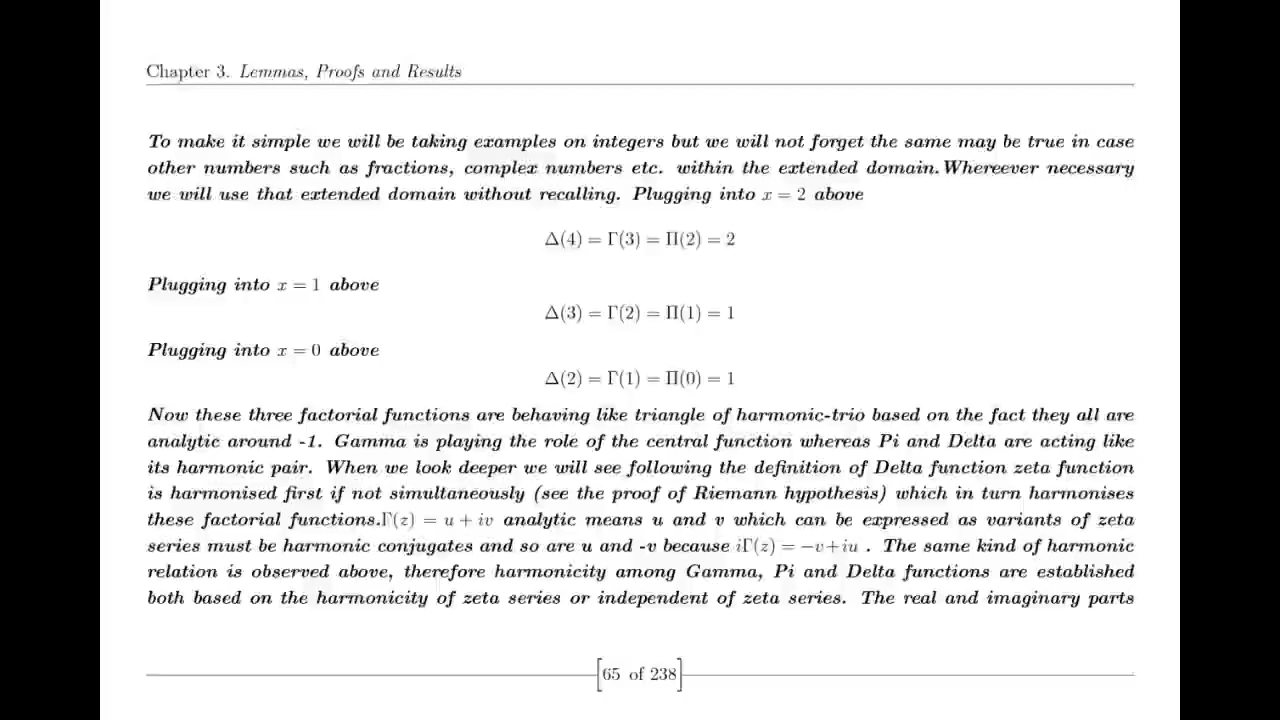 Chapter 3. Lemmas, Proofs and Results
To make it simple we will be taking examples on integers but we will not forget the same may be true in case
other numbers such as fractions, complex numbers etc. within the extended domain.Whereever necessary
we will use that extended domain without recalling. Plugging into x = 2 above
Δ(4) = Γ(3) = Π(2) = 2
Plugging into x = 1 above
Δ(3) = Γ(2) = Π(1) = 1
Plugging into x = 0 above
Δ(2) = Γ(1) = Π(0) = 1
Now these three factorial functions are behaving like triangle of harmonic-trio based on the fact they all are
analytic around -1. Gamma is playing the role of the central function whereas Pi and Delta are acting like
its harmonic pair. When we look deeper we will see following the definition of Delta function zeta function
is harmonised first if not simultaneously (see the proof of Riemann hypothesis) which in turn harmonises
these factorial functions.Γ(z) = u + iv analytic means u and v which can be expressed as variants of zeta
series must be harmonic conjugates and so are u and -v because iΓ(z) = −v+iu . The same kind of harmonic
relation is observed above, therefore harmonicity among Gamma, Pi and Delta functions are established
both based on the harmonicity of zeta series or independent of zeta series. The real and imaginary parts
65 of 238